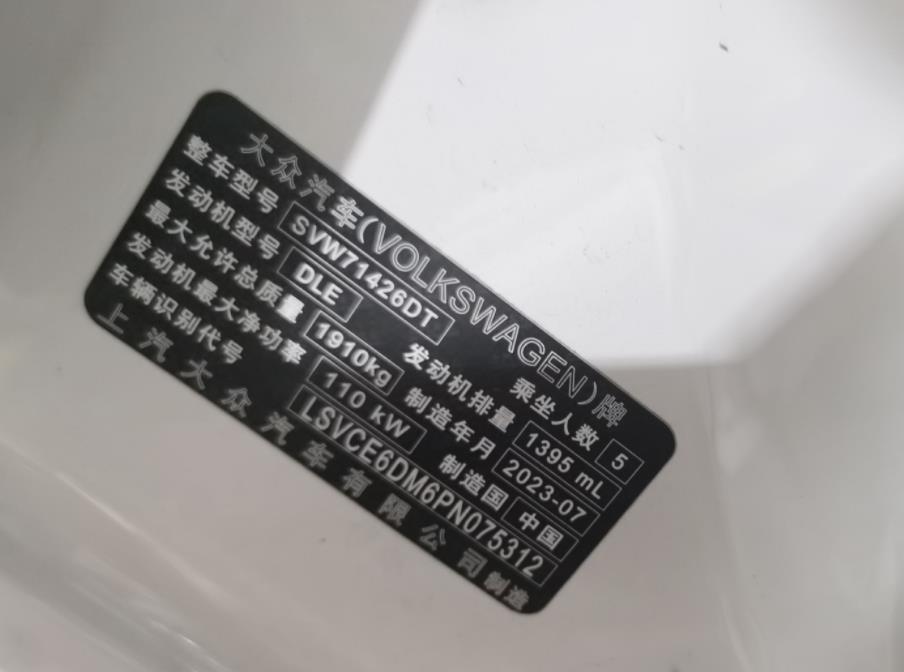 大众汽车(VOLKSWAGEN)牌
整车型号 SVW71426DT 乘坐人数 5
发动机型号 DLE 发动机排量 1395 mL
最大允许总质量 1910kg 制造年月 2023-07
发动机最大净功率 110 kW 制造国 中国
车辆识别代号 LSVCE6DM6PN075312
上汽大众汽车有限公司制造